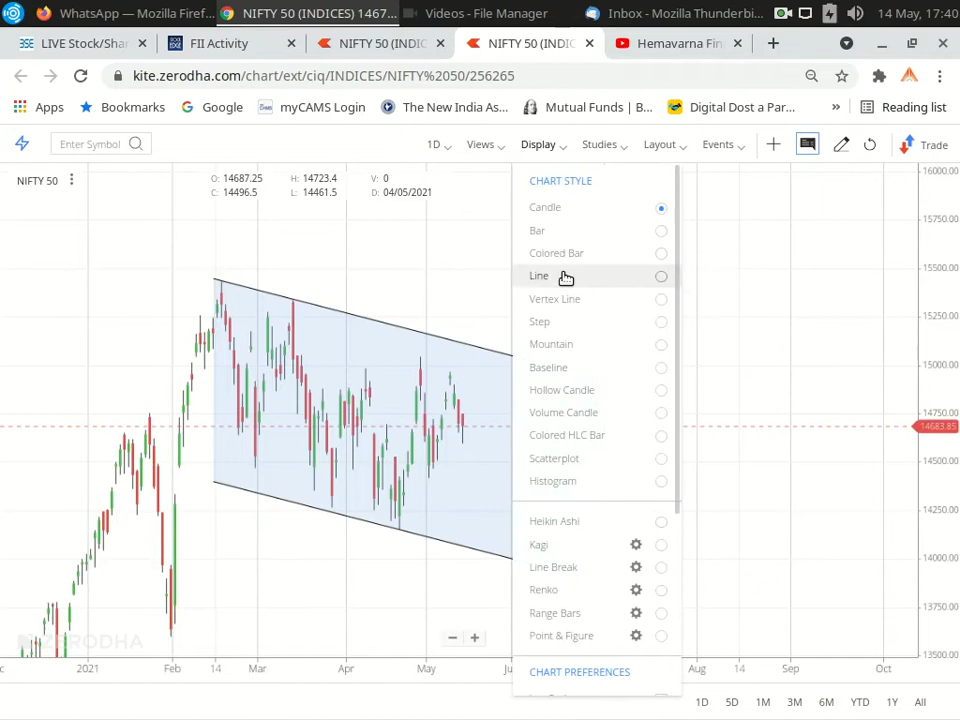 WhatsApp — Mozilla Firef...
NIFTY 50 (INDICES) 1467...
Videos - File Manager
Inbox - Mozilla Thunderbi...
14 May, 17:40
LIVE Stock/Shar
FII Activity
NIFTY 50 (INDIC
NIFTY 50 (INDIC
Hemavarna Fin
kite.zerodha.com/chart/ext/ciq/INDICES/NIFTY%2050/256265
Apps
Bookmarks
Google
myCAMS Login
The New India As...
Mutual Funds | B...
Digital Dost a Par...
»
Reading list
Enter Symbol
1D
Views
Display
Studies
Layout
Events
Trade
NIFTY 50
O: 14687.25 H: 14723.4 V: 0
C: 14496.5 L: 14461.5 D: 04/05/2021
CHART STYLE
Candle
Bar
Colored Bar
Line
Vertex Line
Step
Mountain
Baseline
Hollow Candle
Volume Candle
Colored HLC Bar
Scatterplot
Histogram
Heikin Ashi
Kagi
Line Break
Renko
Range Bars
Point & Figure
CHART PREFERENCES
16000.00
15750.00
15500.00
15250.00
15000.00
14750.00
14683.85
14500.00
14250.00
14000.00
13750.00
13500.00
ZERODHA
2021
Feb
14
Mar
Apr
May
Aug
14
Sep
Oct
1D
5D
1M
3M
6M
YTD
1Y
All